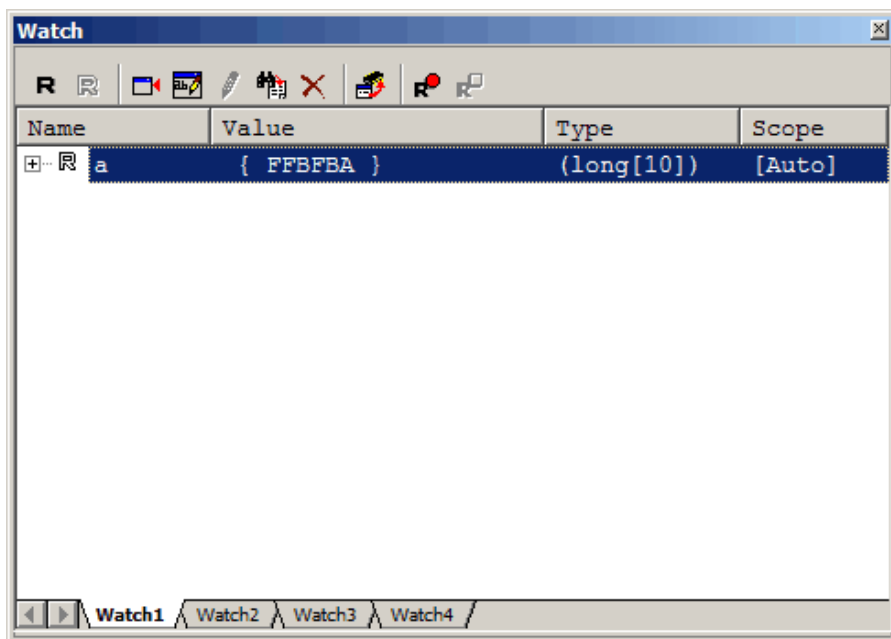 Watch
R R R R
Name Value Type Scope
R a { FFBFBA } (long[10]) [Auto]
Watch1 Watch2 Watch3 Watch4